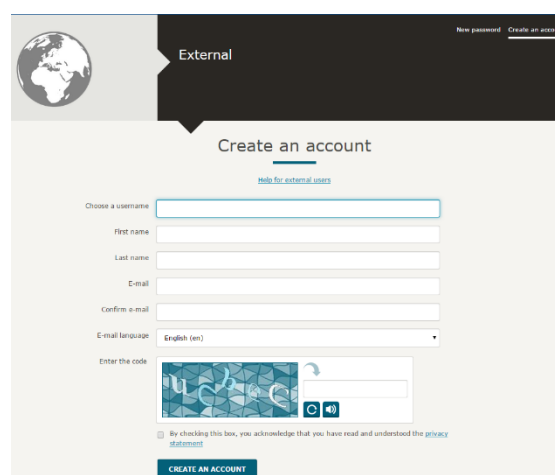 New password Create an acco
External
Create an account
Help for external users
Choose a username
First name
Last name
E-mail
Confirm e-mail
E-mail language English (en)
Enter the code
By checking this box, you acknowledge that you have read and understood the privacy
statement
CREATE AN ACCOUNT